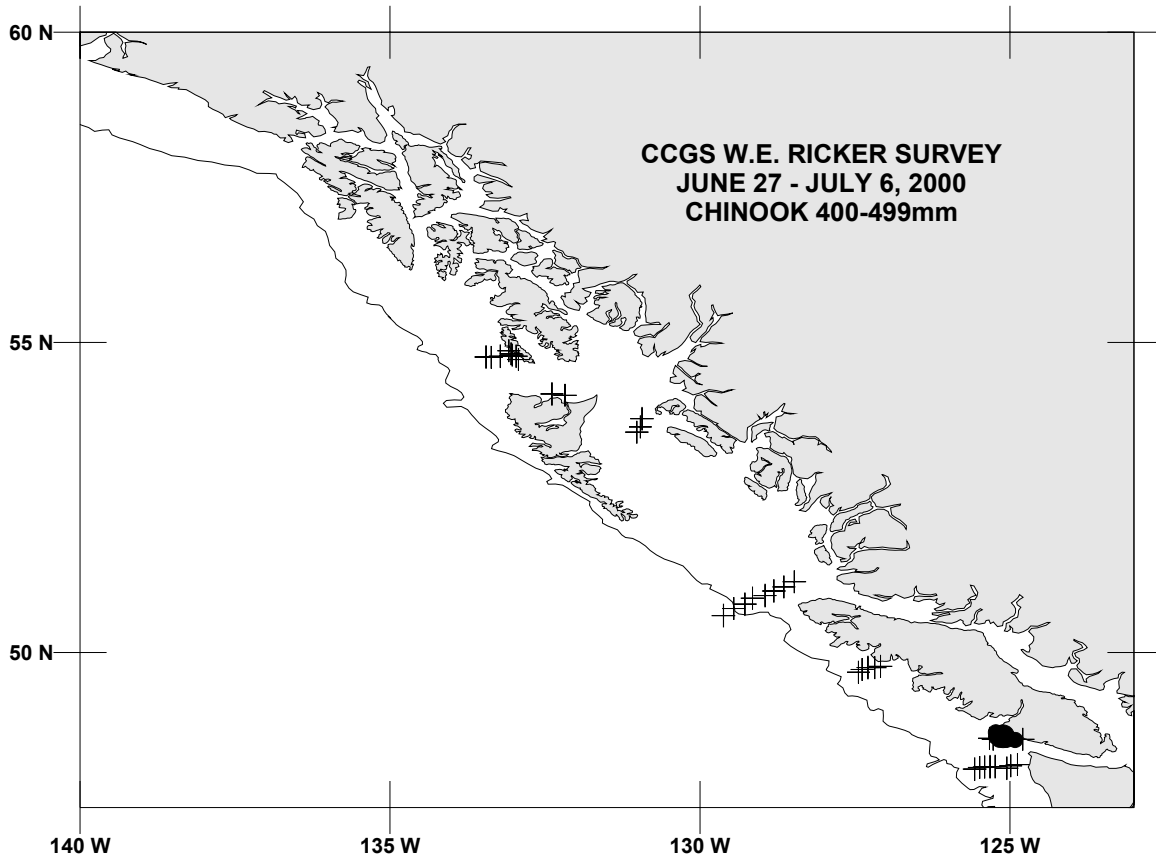 60 N
CCGS W.E. RICKER SURVEY
JUNE 27 - JULY 6, 2000
CHINOOK 400-499mm
55 N
50 N
140 W
135 W
130 W
125 W